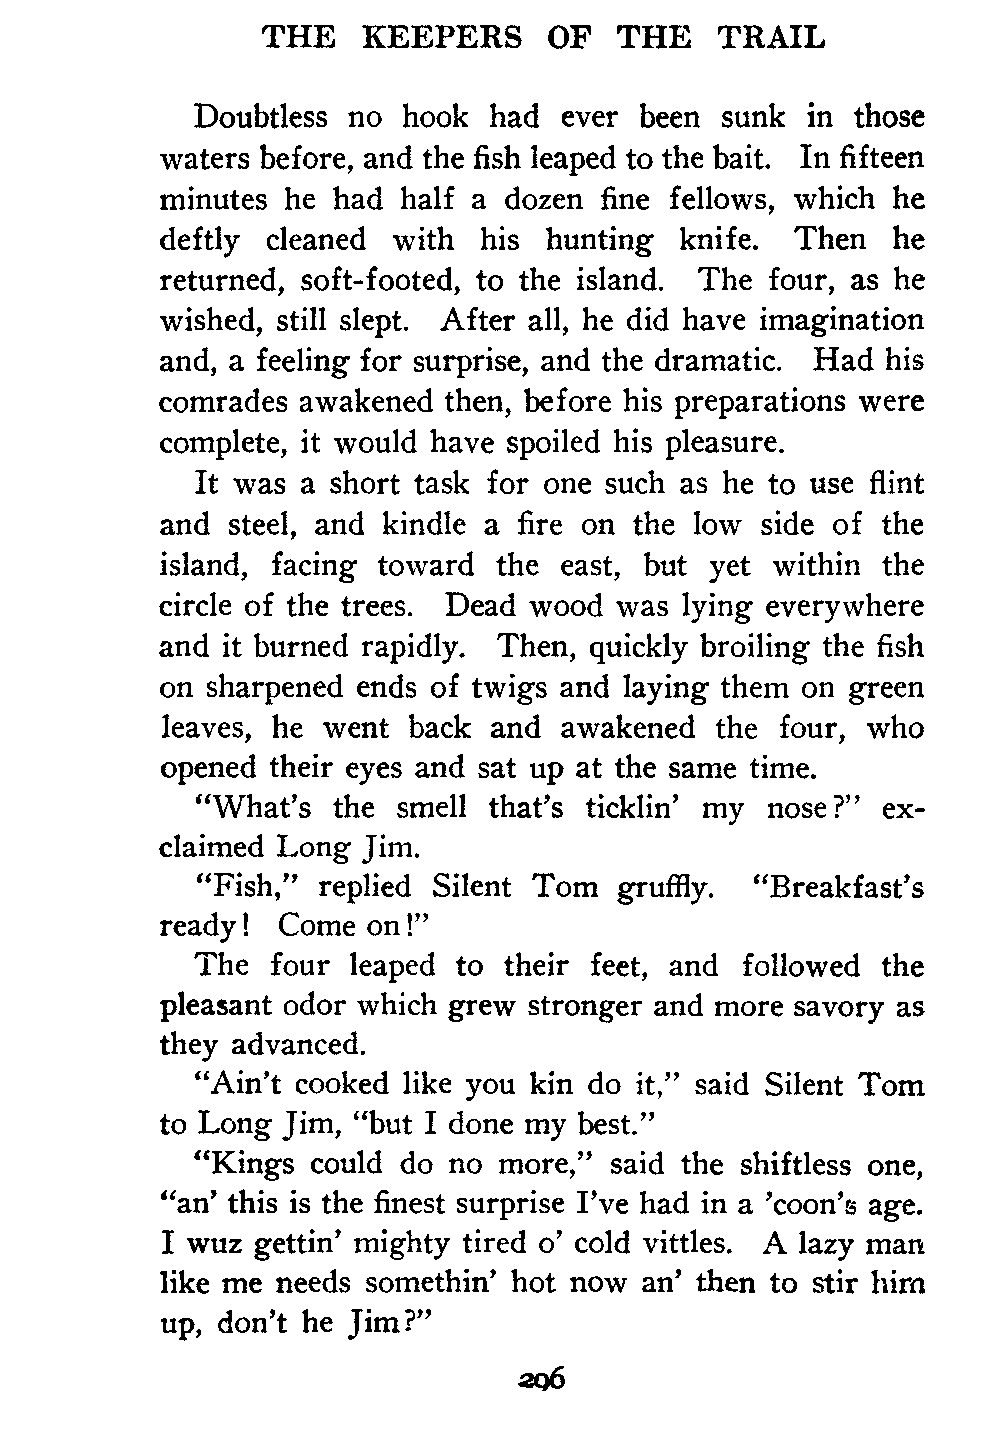 THE KEEPERS OF THE TRAIL
Doubtless no hook had ever been sunk in those
waters before, and the fish leaped to the bait. In fifteen
minutes he had half a dozen fine fellows, which he
deftly cleaned with his hunting knife. Then he
returned, soft-footed, to the island. The four, as he
wished, still slept. After all, he did have imagination
and, a feeling for surprise, and the dramatic. Had his
comrades awakened then, before his preparations were
complete, it would have spoiled his pleasure.
It was a short task for one such as he to use flint
and steel, and kindle a fire on the low side of the
island, facing toward the east, but yet within the
circle of the trees. Dead wood was lying everywhere
and it burned rapidly. Then, quickly broiling the fish
on sharpened ends of twigs and laying them on green
leaves, he went back and awakened the four, who
opened their eyes and sat up at the same time.
“What’s the smell that’s ticklin’ my nose?” ex-
claimed Long Jim.
“Fish,” replied Silent Tom gruffly. “Breakfast’s
ready! Come on!”
The four leaped to their feet, and followed the
pleasant odor which grew stronger and more savory as
they advanced.
“Ain’t cooked like you kin do it,” said Silent Tom
to Long Jim, “but I done my best.”
“Kings could do no more,” said the shiftless one,
“an’ this is the finest surprise I’ve had in a ’coon’s age.
I wuz gettin’ mighty tired o’ cold vittles. A lazy man
like me needs somethin’ hot now an’ then to stir him
up, don’t he Jim?”
296